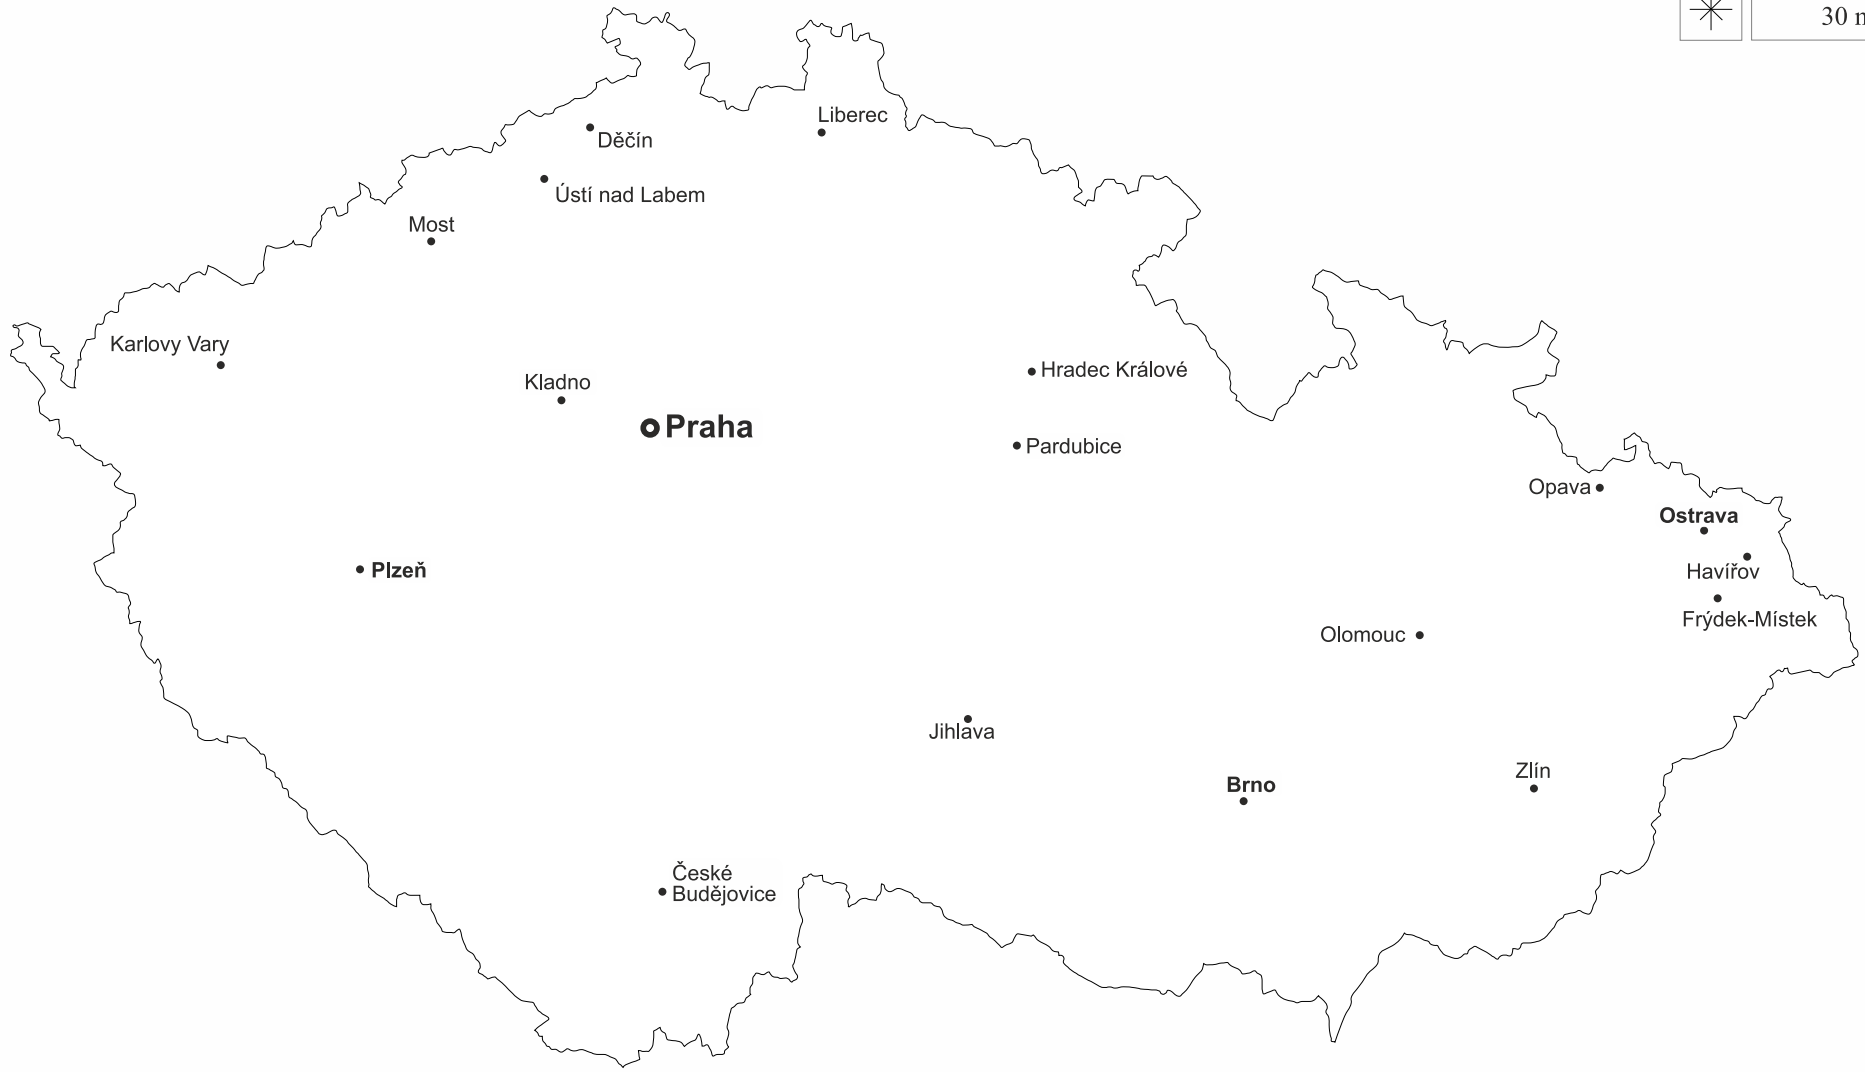 30 m
Liberec
Děčín
Ústí nad Labem
Most
Karlovy Vary
Hradec Králové
Kladno
Praha
Pardubice
Opava
Ostrava
Plzeň
Havířov
Frýdek-Místek
Olomouc
Jihlava
Zlín
Brno
České
Budějovice